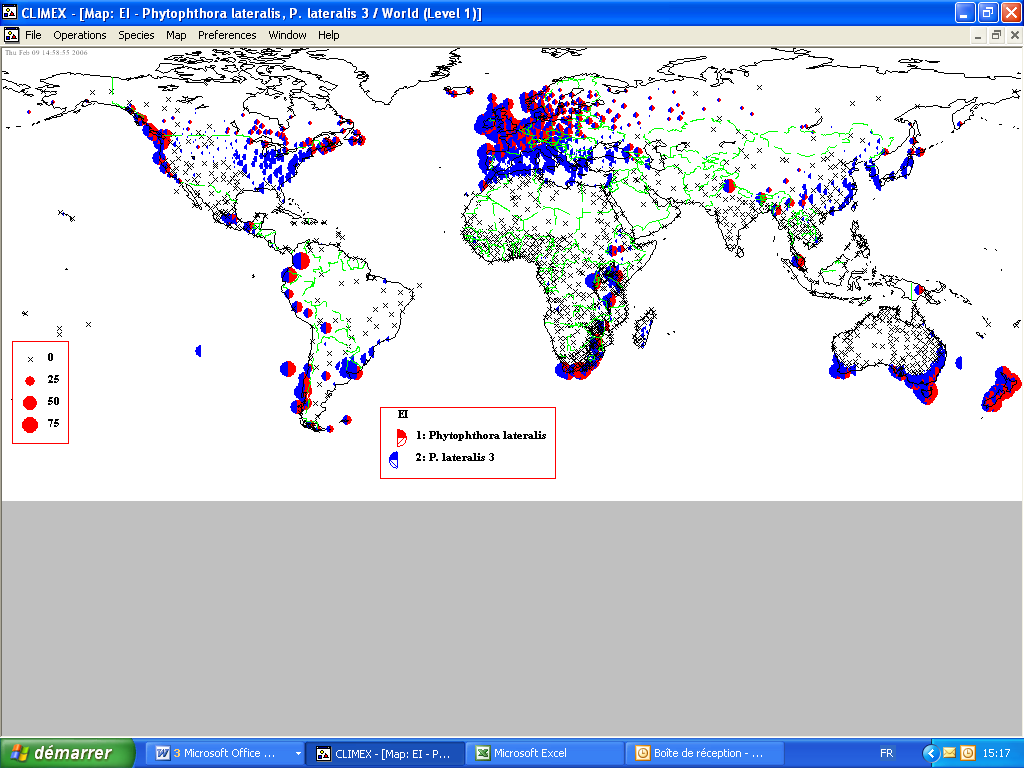 CLIMEX - [Map: EI - Phytophthora lateralis, P. lateralis 3 / World (Level 1)]
File Operations Species Map Preferences Window Help
Thu Feb 09 14:58:55 2006
0
25
50
75
EI
1: Phytophthora lateralis
2: P. lateralis 3
démarrer
3 Microsoft Office ...
CLIMEX - [Map: EI - P...
Microsoft Excel
Boîte de réception - ...
FR
15:17